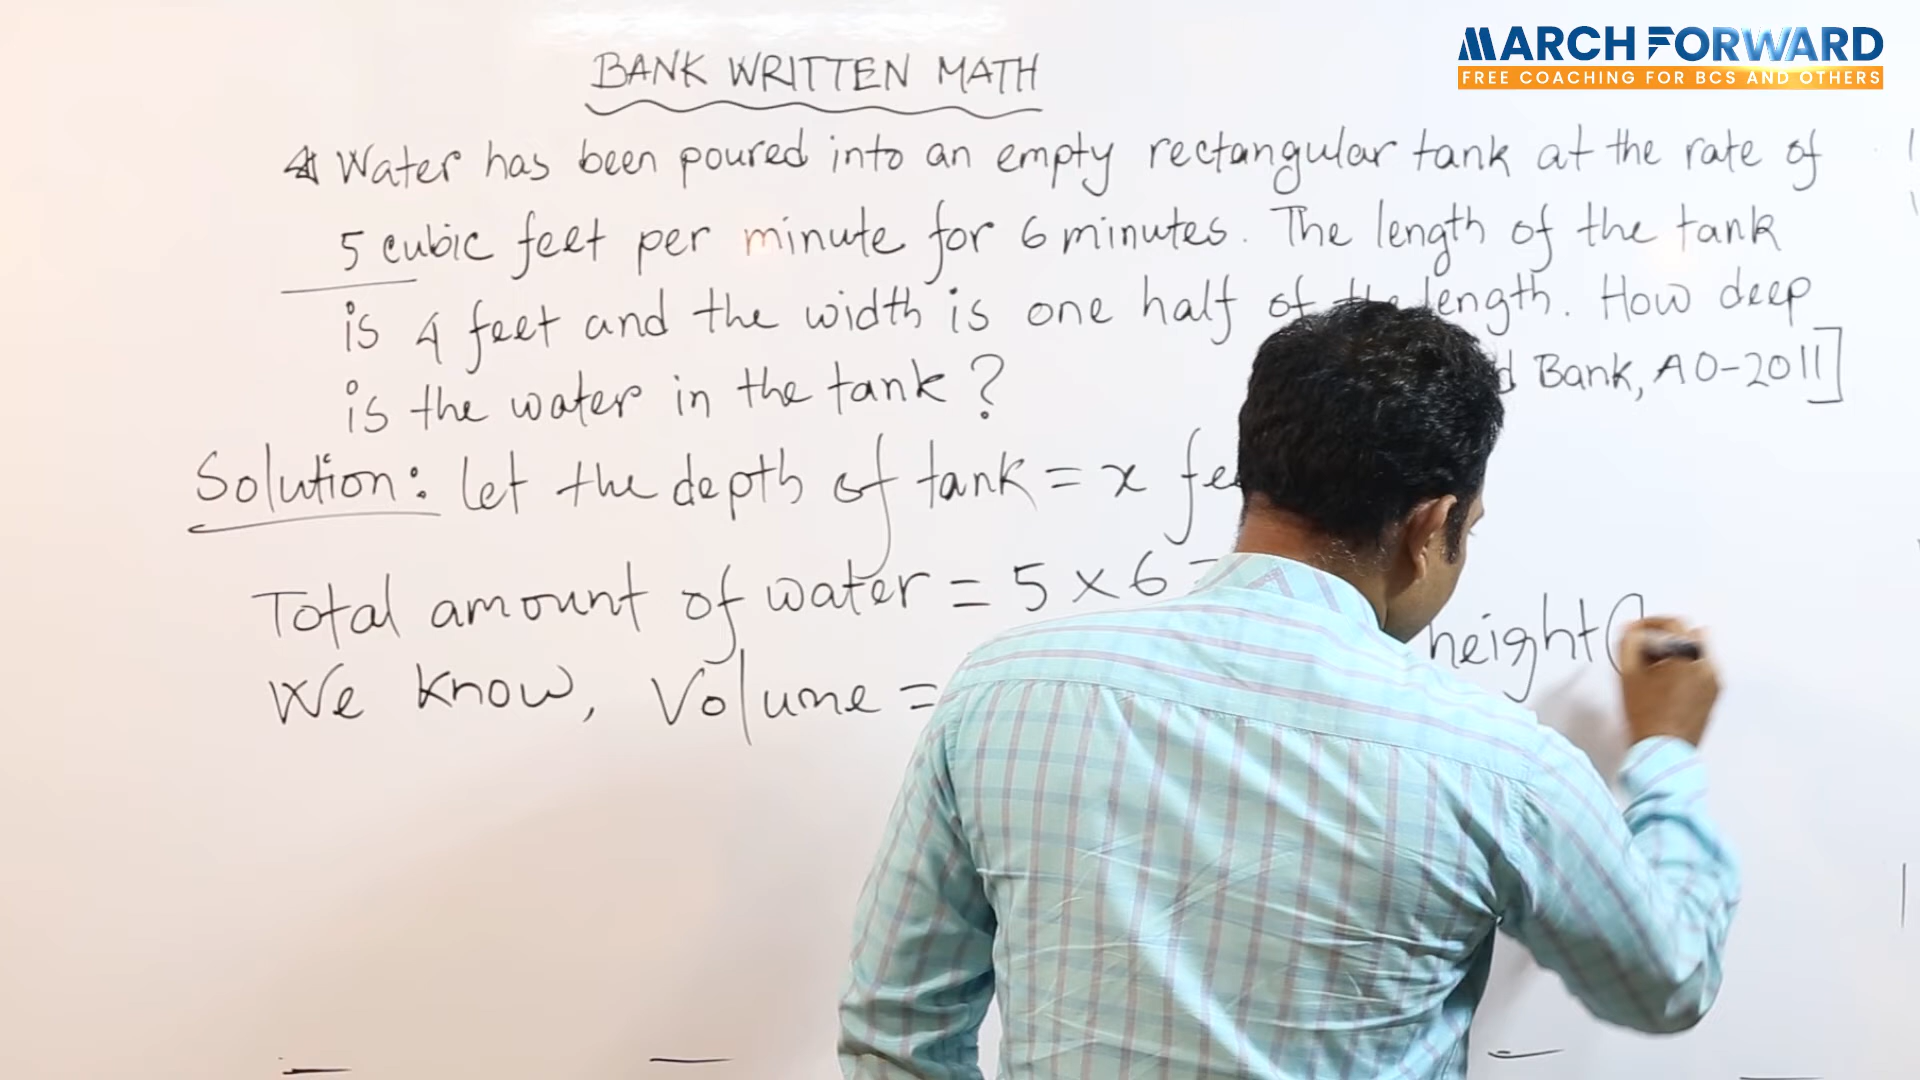 MARCH FORWARD
FREE COACHING FOR BCS AND OTHERS
BANK WRITTEN MATH
Water has been poured into an empty rectangular tank at the rate of
5 cubic feet per minute for 6 minutes. The length of the tank
is 4 feet and the width is one half of the length. How deep
is the water in the tank? Bank, AO-2011]
Solution: Let the depth of tank = x
Total amount of water = 5 × 6
We know, Volume = height (